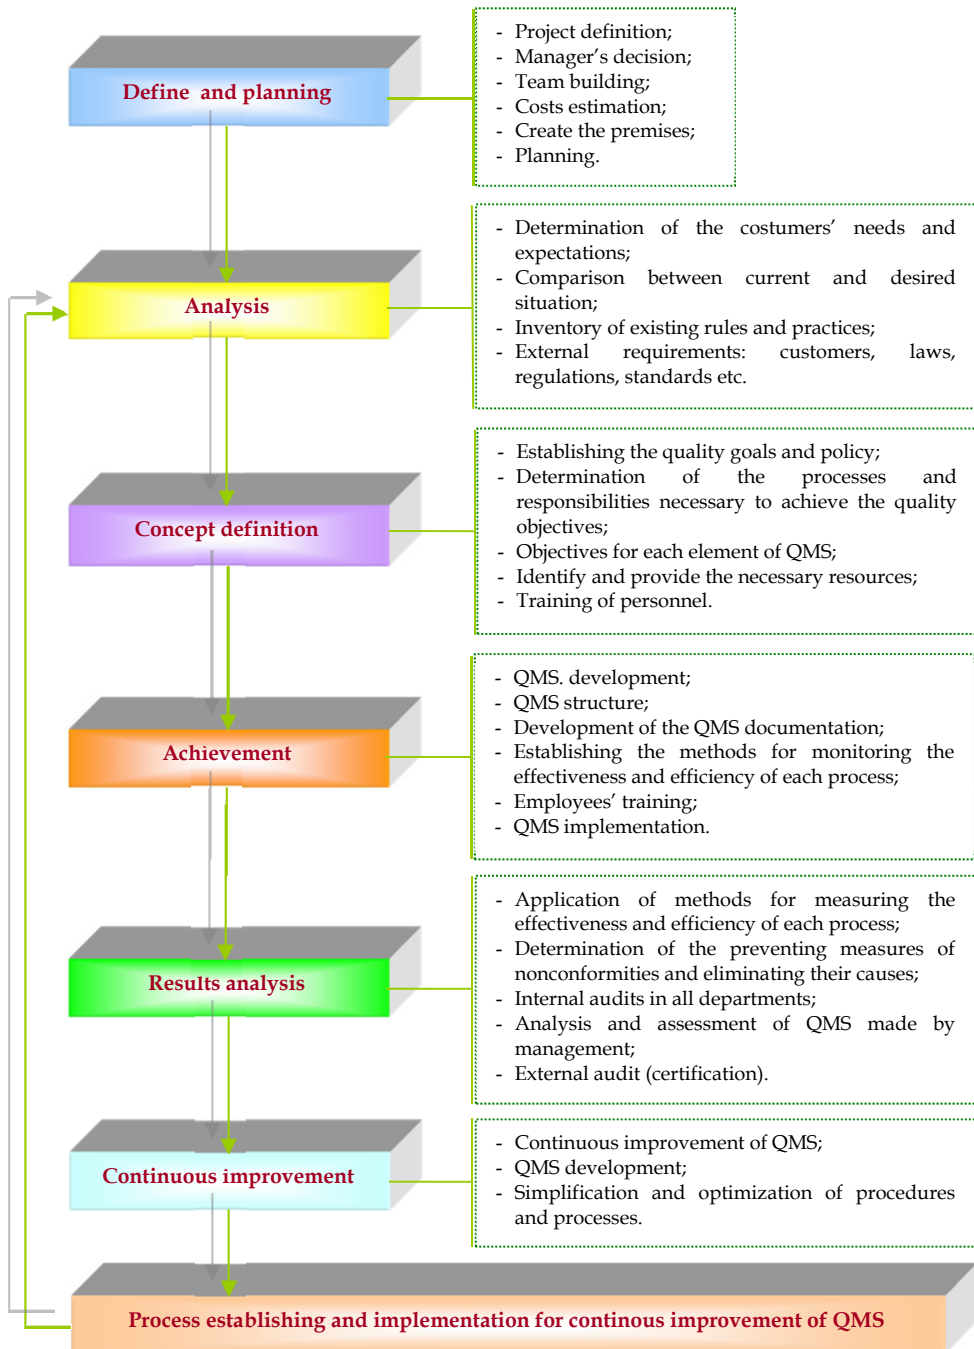 Define and planning
- Project definition;
- Manager's decision;
- Team building;
- Costs estimation;
- Create the premises;
- Planning.
Analysis
- Determination of the costumers' needs and
expectations;
- Comparison between current and desired
situation;
- Inventory of existing rules and practices;
- External requirements: customers, laws,
regulations, standards etc.
Concept definition
- Establishing the quality goals and policy;
- Determination of the processes and
responsibilities necessary to achieve the quality
objectives;
- Objectives for each element of QMS;
- Identify and provide the necessary resources;
- Training of personnel.
Achievement
- QMS. development;
- QMS structure;
- Development of the QMS documentation;
- Establishing the methods for monitoring the
effectiveness and efficiency of each process;
- Employees' training;
- QMS implementation.
Results analysis
- Application of methods for measuring the
effectiveness and efficiency of each process;
- Determination of the preventing measures of
nonconformities and eliminating their causes;
- Internal audits in all departments;
- Analysis and assessment of QMS made by
management;
- External audit (certification).
Continuous improvement
- Continuous improvement of QMS;
- QMS development;
- Simplification and optimization of procedures
and processes.
Process establishing and implementation for continous improvement of QMS